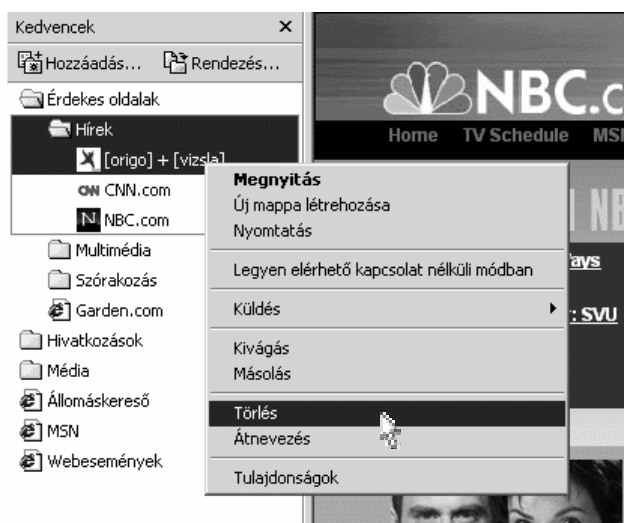 Kedvencek
Hozzáadás... Rendezés...
Érdekes oldalak
Hírek
[origo] + [vizsla]
CNN.com
NBC.com
Multimédia
Szórakozás
Garden.com
Hivatkozások
Média
Állomáskereső
MSN
Webesemények
Megnyitás
Új mappa létrehozása
Nyomtatás
Legyen elérhető kapcsolat nélküli módban
Küldés
Kivágás
Másolás
Törlés
Átnevezés
Tulajdonságok
NBC.c
Home TV Schedule MS
NB
ays
: SVU